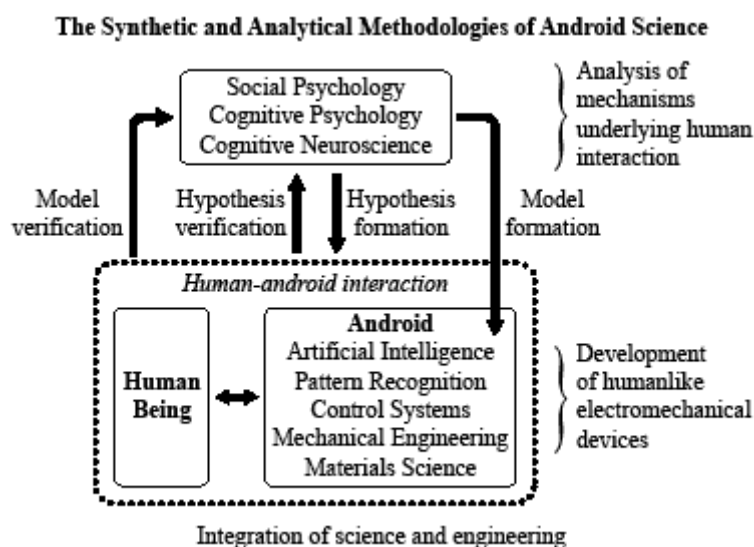 The Synthetic and Analytical Methodologies of Android Science
Social Psychology
Cognitive Psychology
Cognitive Neuroscience
Analysis of
mechanisms
underlying human
interaction
Model
verification
Hypothesis
verification
Hypothesis
formation
Model
formation
Human-android interaction
Human
Being
Android
Artificial Intelligence
Pattern Recognition
Control Systems
Mechanical Engineering
Materials Science
Development
of humanlike
electromechanical
devices
Integration of science and engineering